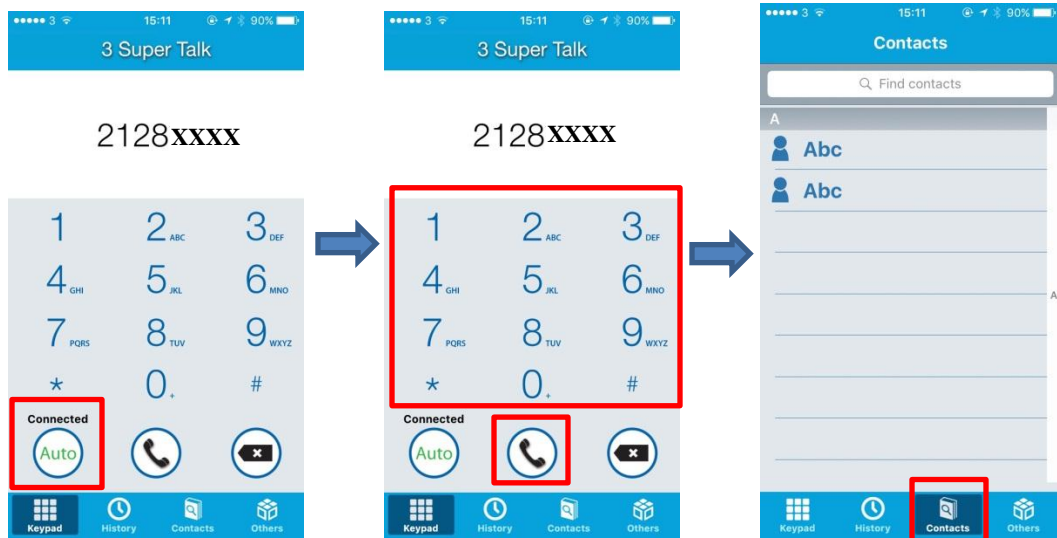 ●●●●● 3 15:11 90%
3 Super Talk
2128xxxx
1 2 ABC 3 DEF
4 GHI 5 JKL 6 MNO
7 PQRS 8 TUV 9 WXYZ
* 0 + #
Connected
Auto
Keypad History Contacts Others
●●●●● 3 15:11 90%
3 Super Talk
2128xxxx
1 2 ABC 3 DEF
4 GHI 5 JKL 6 MNO
7 PQRS 8 TUV 9 WXYZ
* 0 + #
Connected
Auto
Keypad History Contacts Others
●●●●● 3 15:11 90%
Contacts
Find contacts
A
Abc
Abc
A
Keypad History Contacts Others